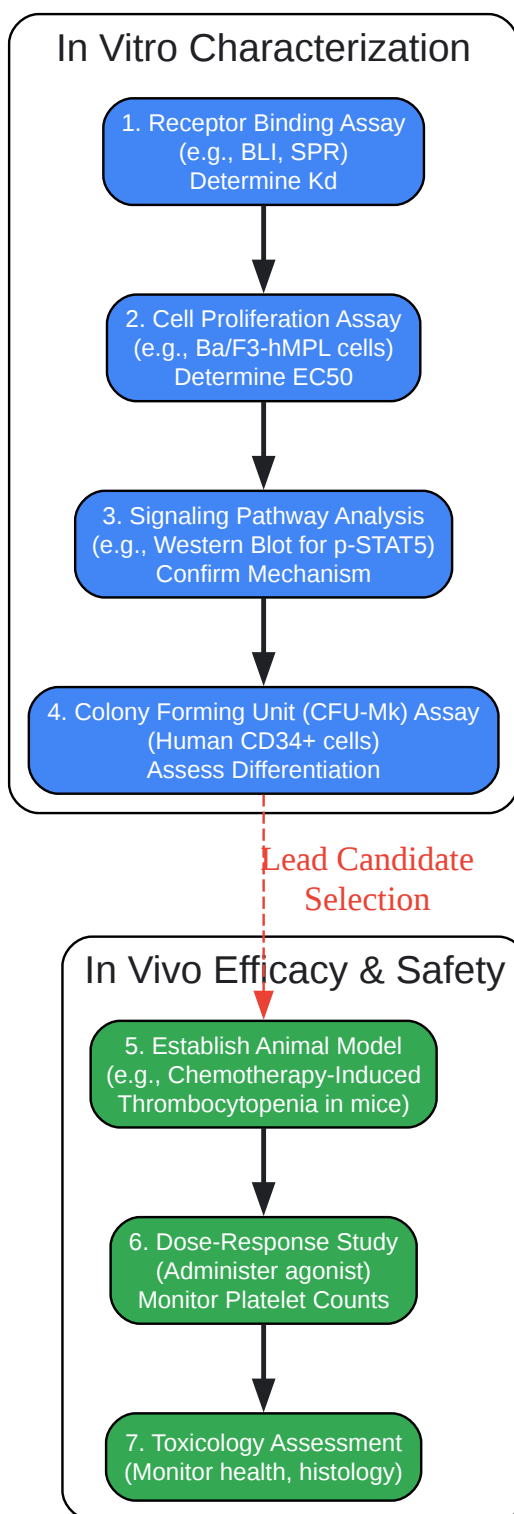 In Vitro Characterization
1. Receptor Binding Assay
(e.g., BLI, SPR)
Determine Kd
2. Cell Proliferation Assay
(e.g., Ba/F3-hMPL cells)
Determine EC50
3. Signaling Pathway Analysis
(e.g., Western Blot for p-STAT5)
Confirm Mechanism
4. Colony Forming Unit (CFU-Mk) Assay
(Human CD34+ cells)
Assess Differentiation
Lead Candidate
Selection
In Vivo Efficacy & Safety
5. Establish Animal Model
(e.g., Chemotherapy-Induced
Thrombocytopenia in mice)
6. Dose-Response Study
(Administer agonist)
Monitor Platelet Counts
7. Toxicology Assessment
(Monitor health, histology)